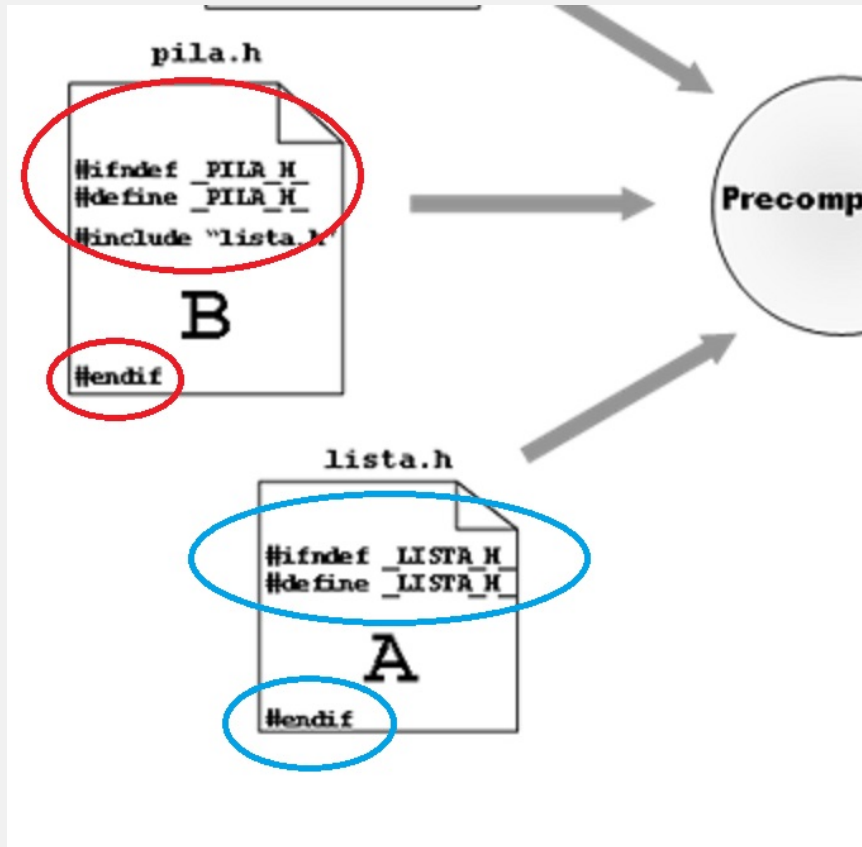 pila.h
#ifndef _PILA_H_
#define _PILA_H_
#include “lista.h”
B
#endif
Precomp
lista.h
#ifndef _LISTA_H_
#define _LISTA_H_
A
#endif